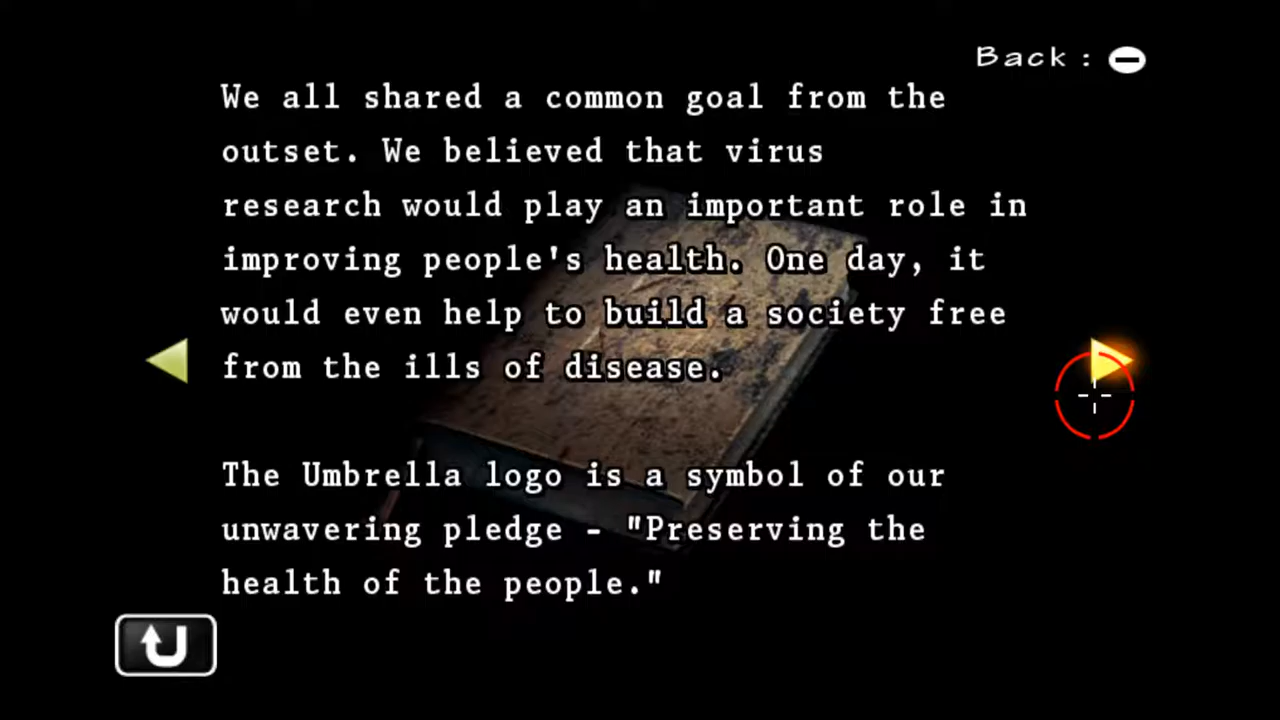 Back :
We all shared a common goal from the
outset. We believed that virus
research would play an important role in
improving people's health. One day, it
would even help to build a society free
from the ills of disease.
The Umbrella logo is a symbol of our
unwavering pledge - "Preserving the
health of the people."